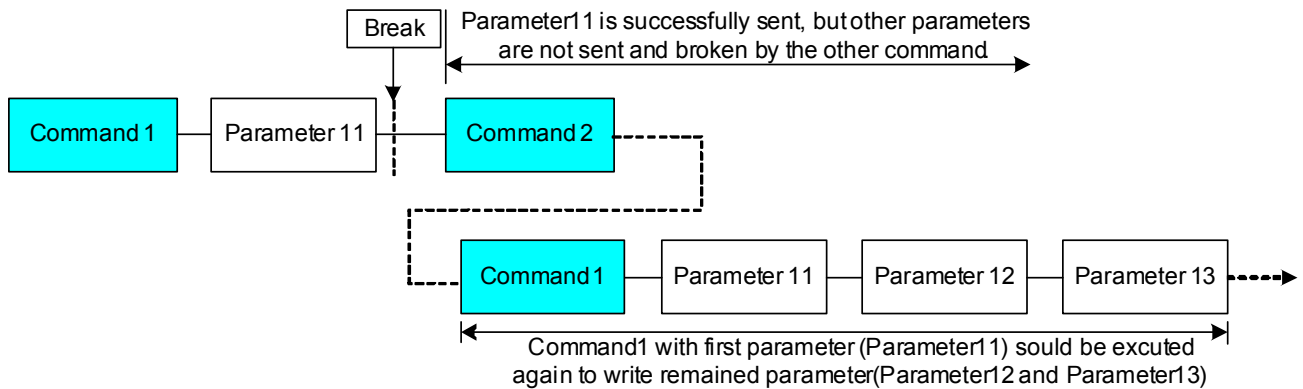 Break
Parameter11 is successfully sent, but other parameters
are not sent and broken by the other command.
Command 1
Parameter 11
Command 2
Command 1
Parameter 11
Parameter 12
Parameter 13
Command1 with first parameter (Parameter11) sould be excuted
again to write remained parameter(Parameter12 and Parameter13)